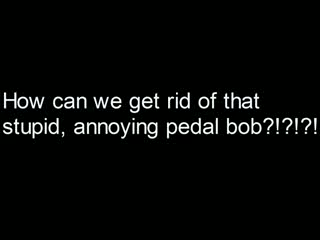 How can we get rid of that
stupid, annoying pedal bob?!?!?!